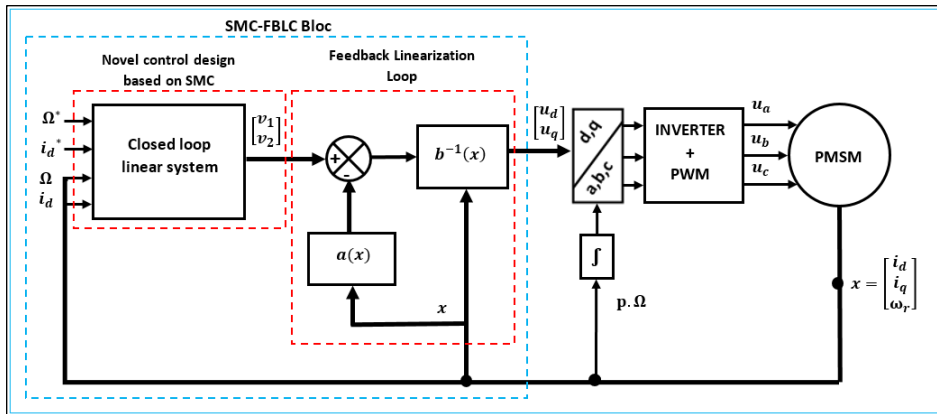 SMC-FBLC Bloc
Novel control design
based on SMC
Feedback Linearization
Loop
Ω*
i_d*
Ω
i_d
Closed loop
linear system
[v₁
v₂]
+
-
b⁻¹(x)
a(x)
x
[u_d
u_q]
d,q
a,b,c
∫
p.Ω
INVERTER
+
PWM
u_a
u_b
u_c
PMSM
x = [i_d
i_q
ω_r]